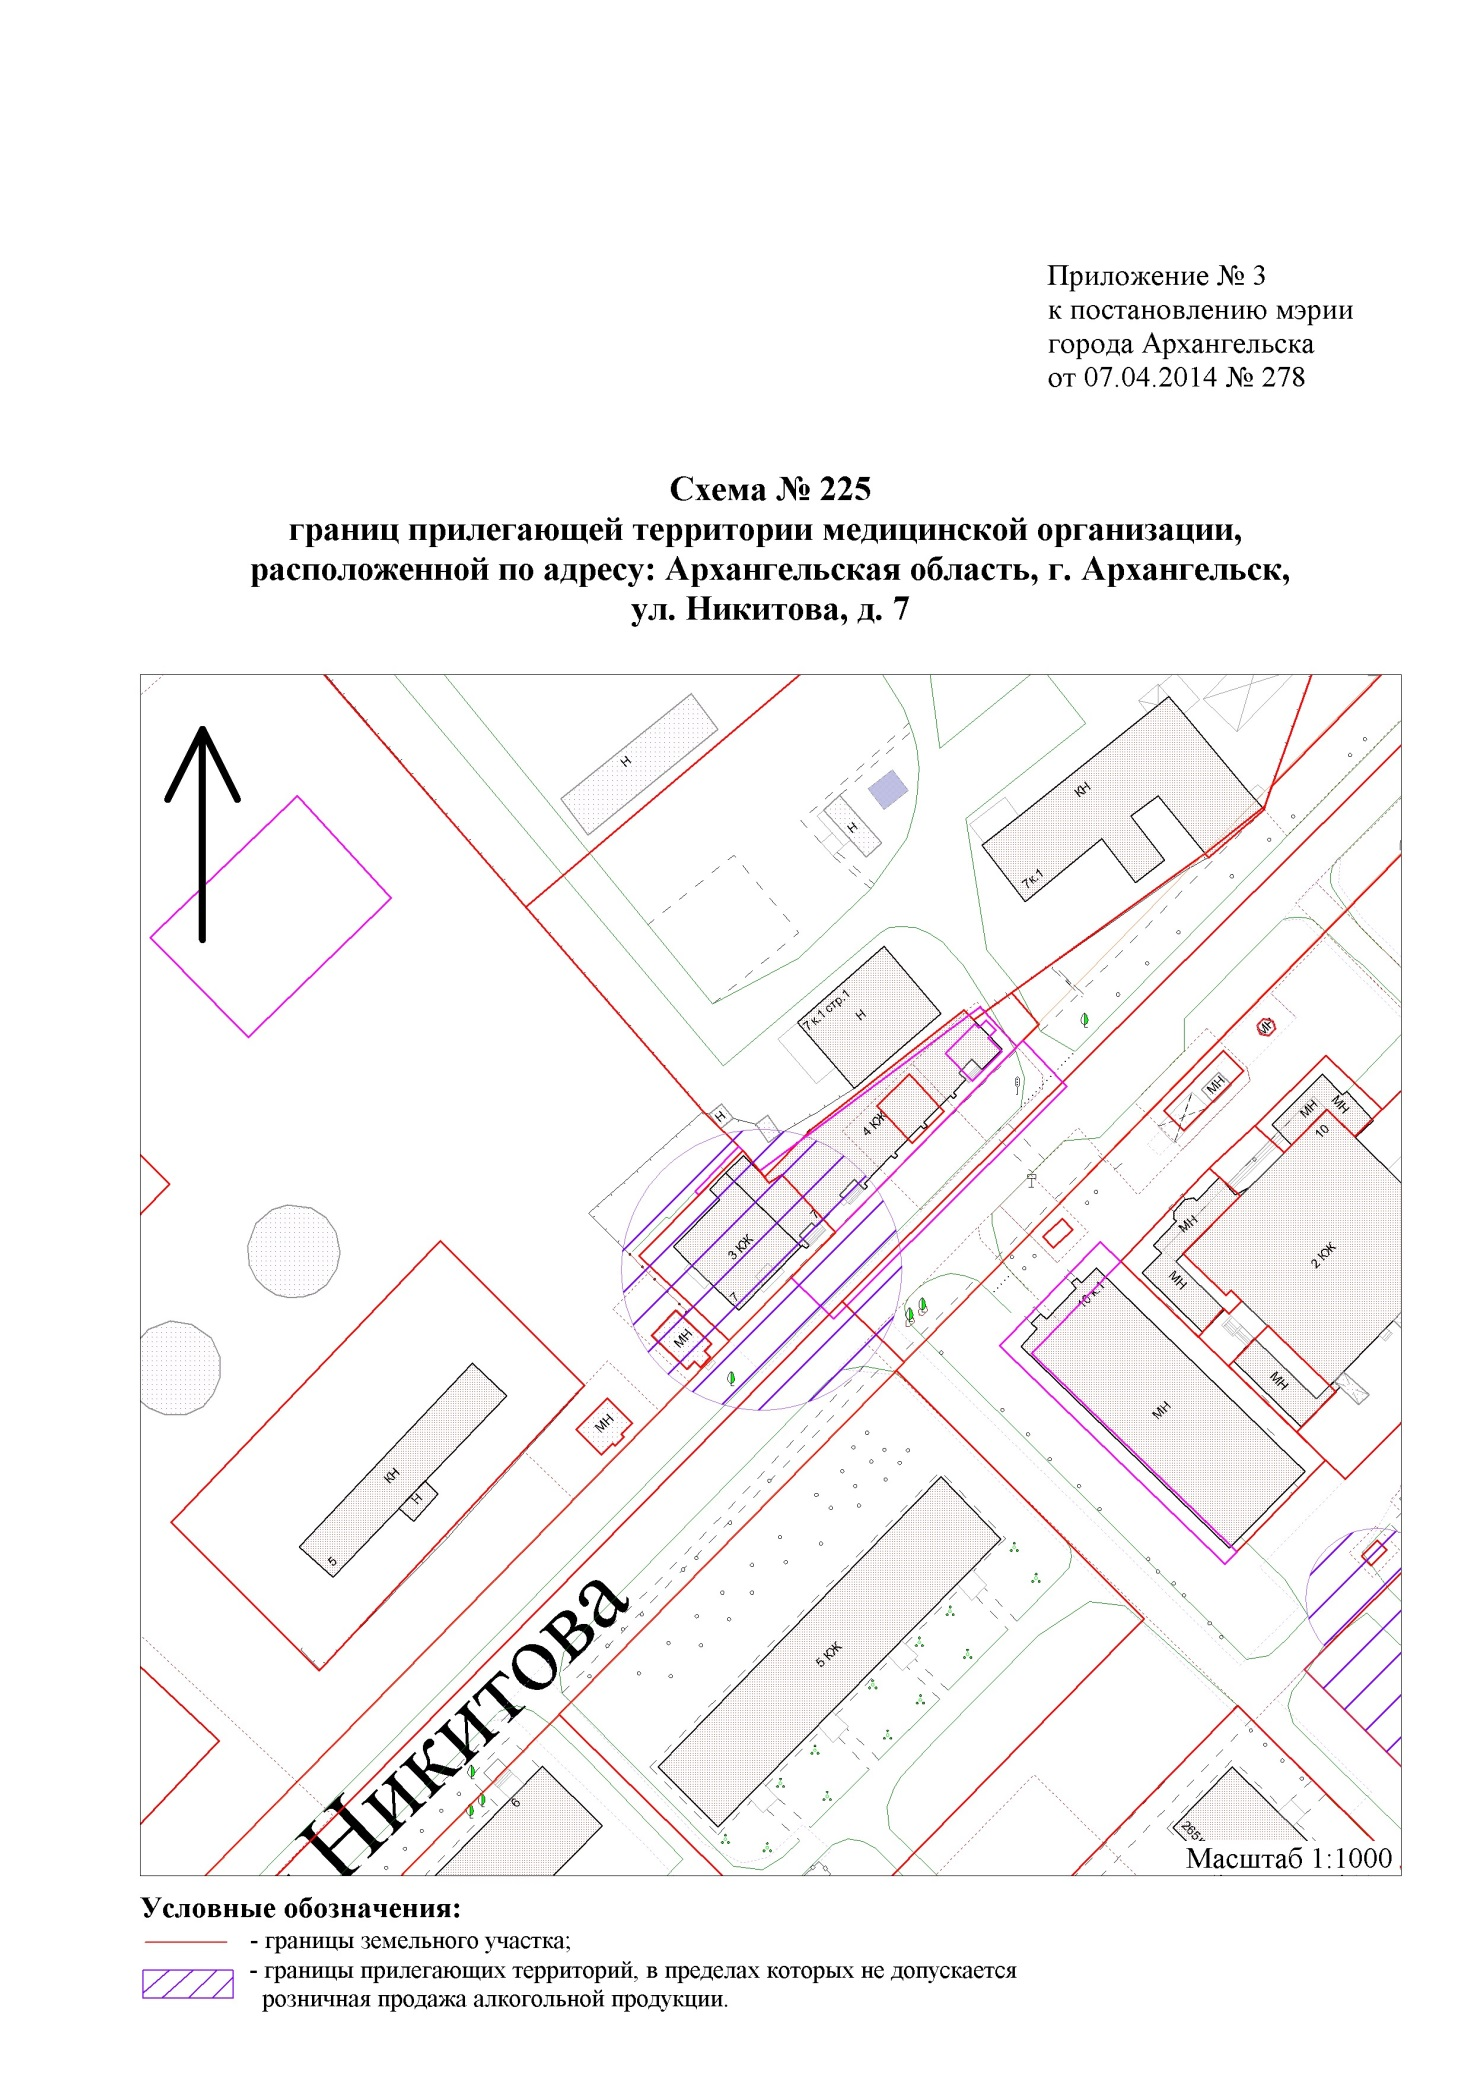 Приложение № 3
к постановлению мэрии
города Архангельска
от 07.04.2014 № 278
Схема № 225
границ прилегающей территории медицинской организации,
расположенной по адресу: Архангельская область, г. Архангельск,
ул. Никитова, д. 7
Н
КН
Н
7к.1
7 к.1 стр.1
Н
МН
Н
4 КЖ
МН
МН
МН
10
7
МН
3 КЖ
2 КЖ
7
МН
10 к.1
МН
МН
МН
МН
КН
Н
5
5 КЖ
Никитова
6
Масштаб 1:1000
Условные обозначения:
- границы земельного участка;
- границы прилегающих территорий, в пределах которых не допускается
розничная продажа алкогольной продукции.